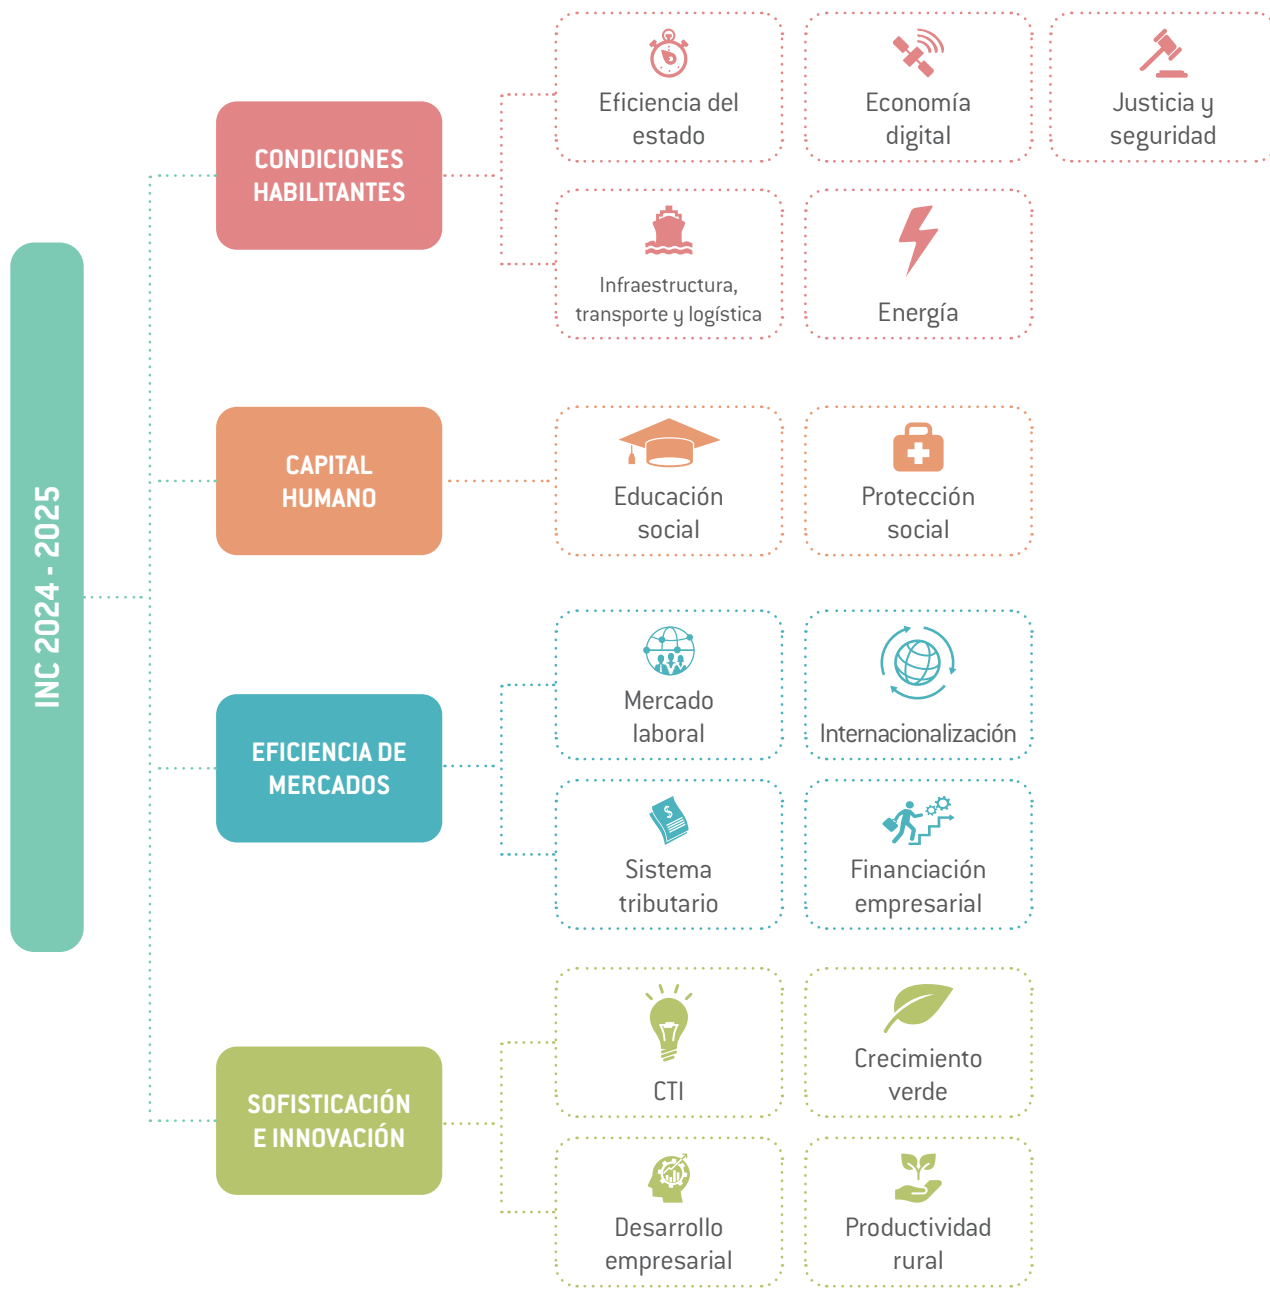 INC 2024 - 2025
CONDICIONES
HABILITANTES
Eficiencia del
estado
Economía
digital
Justicia y
seguridad
Infraestructura,
transporte y logística
Energía
CAPITAL
HUMANO
Educación
social
Protección
social
EFICIENCIA DE
MERCADOS
Mercado
laboral
Internacionalización
$
Sistema
tributario
Financiación
empresarial
SOFISTICACIÓN
E INNOVACIÓN
CTI
Crecimiento
verde
Desarrollo
empresarial
Productividad
rural